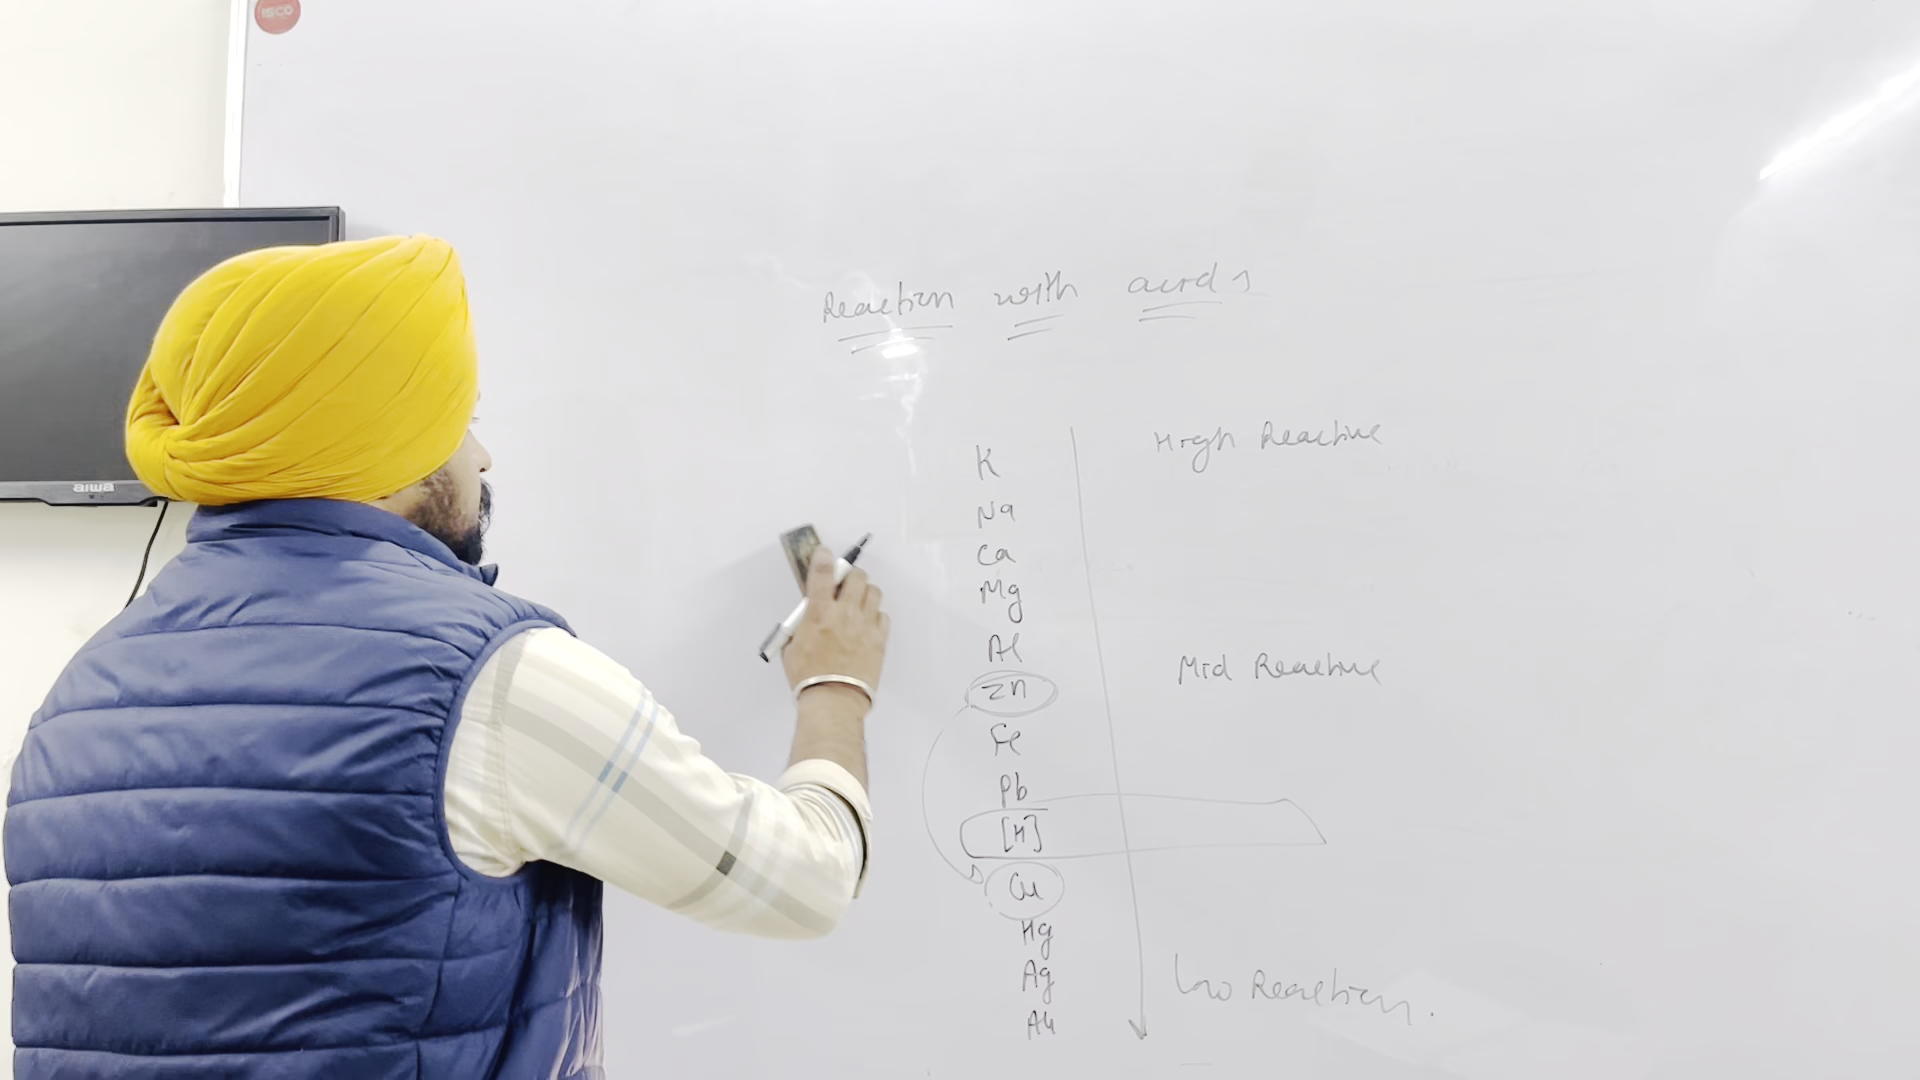 ISCO
aiwa
Reaction with acids
K
High Reactive
Na
Ca
Mg
Al
Mid Reactive
Zn
Fe
Pb
[H]
Cu
Hg
Ag
Low Reaction.
Au